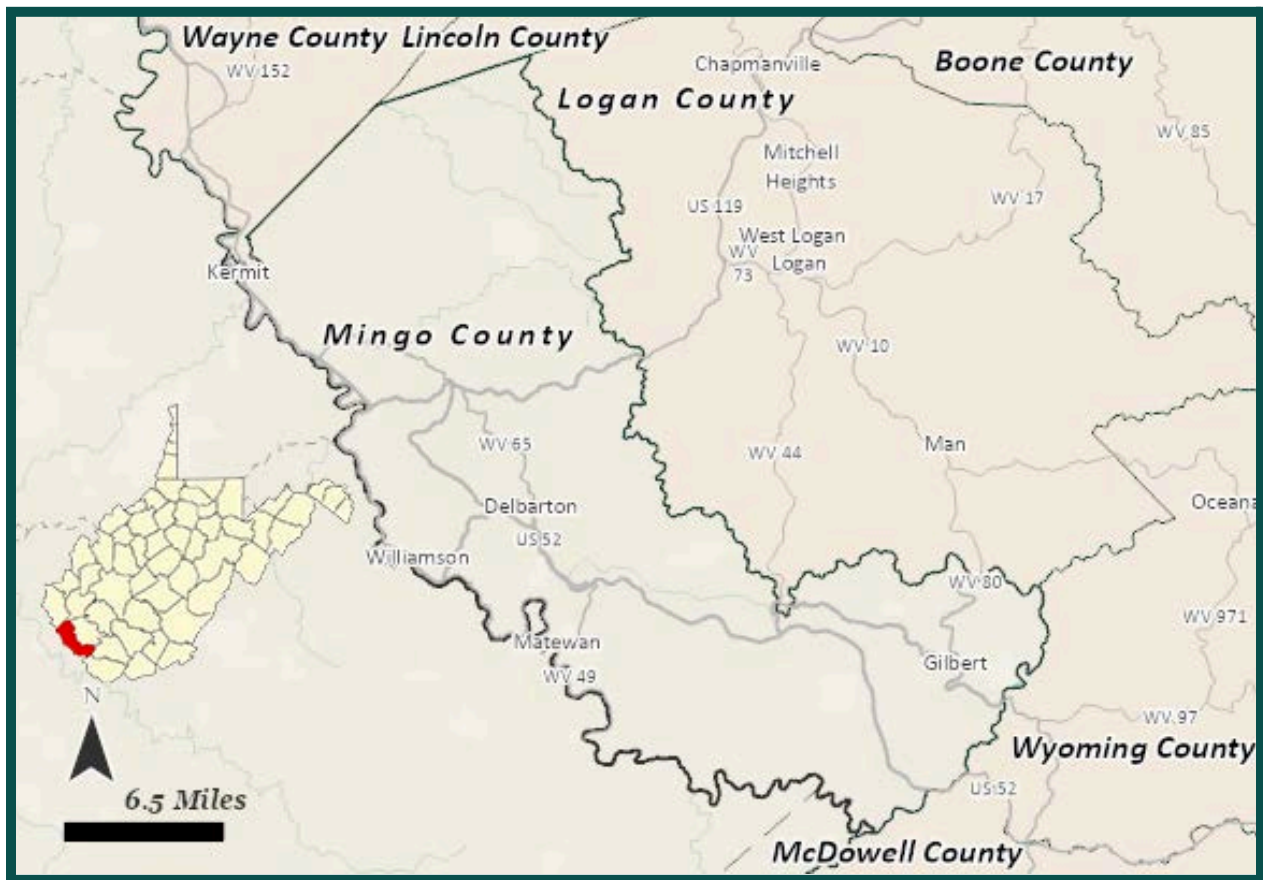 Wayne County
Lincoln County
WV 152
Chapmanville
Boone County
Logan County
WV 85
Mitchell
Heights
WV 17
US 119
West Logan
WV
73
Logan
Kermit
Mingo County
WV 10
WV 65
WV 44
Man
Oceana
Delbarton
US 52
Williamson
WV 80
WV 971
Matewan
WV 49
Gilbert
WV 97
Wyoming County
N
6.5 Miles
US 52
McDowell County